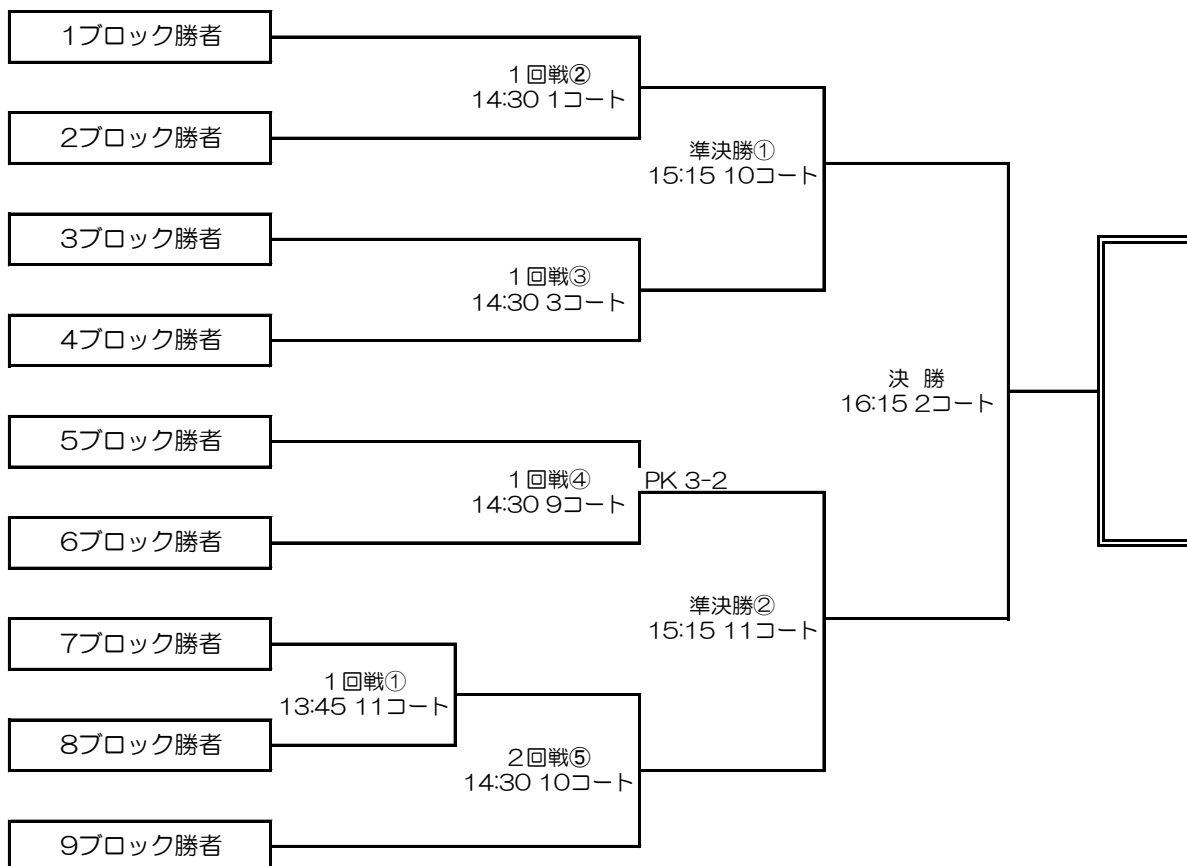 1ブロック勝者
1回戦②
14:30 1コート
2ブロック勝者
準決勝①
15:15 10コート
3ブロック勝者
1回戦③
14:30 3コート
4ブロック勝者
決 勝
16:15 2コート
5ブロック勝者
1回戦④
14:30 9コート
PK 3-2
6ブロック勝者
準決勝②
15:15 11コート
7ブロック勝者
1回戦①
13:45 11コート
8ブロック勝者
2回戦⑤
14:30 10コート
9ブロック勝者